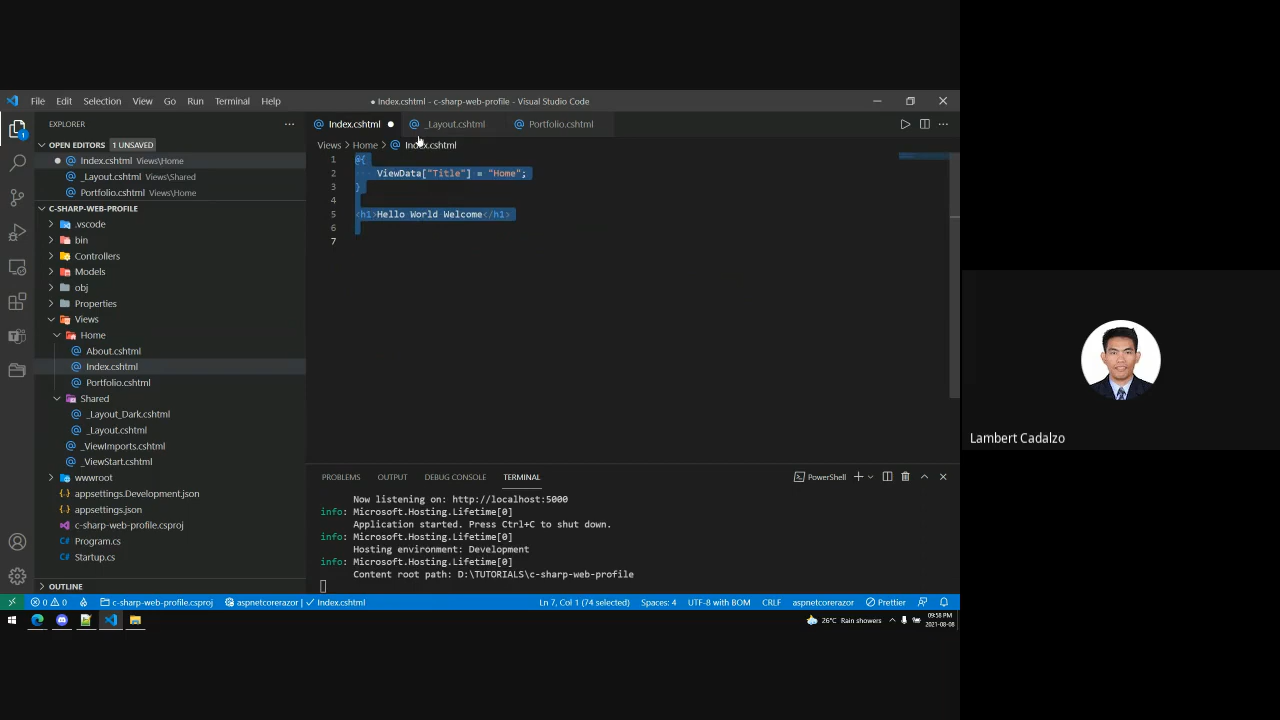 File Edit Selection View Go Run Terminal Help
● Index.cshtml - c-sharp-web-profile - Visual Studio Code
EXPLORER
OPEN EDITORS 1 UNSAVED
Index.cshtml Views\Home
_Layout.cshtml Views\Shared
Portfolio.cshtml Views\Home
C-SHARP-WEB-PROFILE
.vscode
bin
Controllers
Models
obj
Properties
Views
Home
About.cshtml
Index.cshtml
Portfolio.cshtml
Shared
_Layout_Dark.cshtml
_Layout.cshtml
_ViewImports.cshtml
_ViewStart.cshtml
wwwroot
appsettings.Development.json
appsettings.json
c-sharp-web-profile.csproj
Program.cs
Startup.cs
OUTLINE
Index.cshtml _Layout.cshtml Portfolio.cshtml
Views > Home > Index.cshtml
1 @{
2 ViewData["Title"] = "Home";
3 }
4
5 <h1>Hello World Welcome</h1>
6
7
PROBLEMS OUTPUT DEBUG CONSOLE TERMINAL PowerShell
Now listening on: http://localhost:5000
info: Microsoft.Hosting.Lifetime[0]
Application started. Press Ctrl+C to shut down.
info: Microsoft.Hosting.Lifetime[0]
Hosting environment: Development
info: Microsoft.Hosting.Lifetime[0]
Content root path: D:\TUTORIALS\c-sharp-web-profile
0 0 c-sharp-web-profile.csproj aspnetcorerazor | ✓ Index.cshtml Ln 7, Col 1 (74 selected) Spaces: 4 UTF-8 with BOM CRLF aspnetcorerazor Prettier
26°C Rain showers
09:58 PM
2021-08-08
Lambert Cadalzo